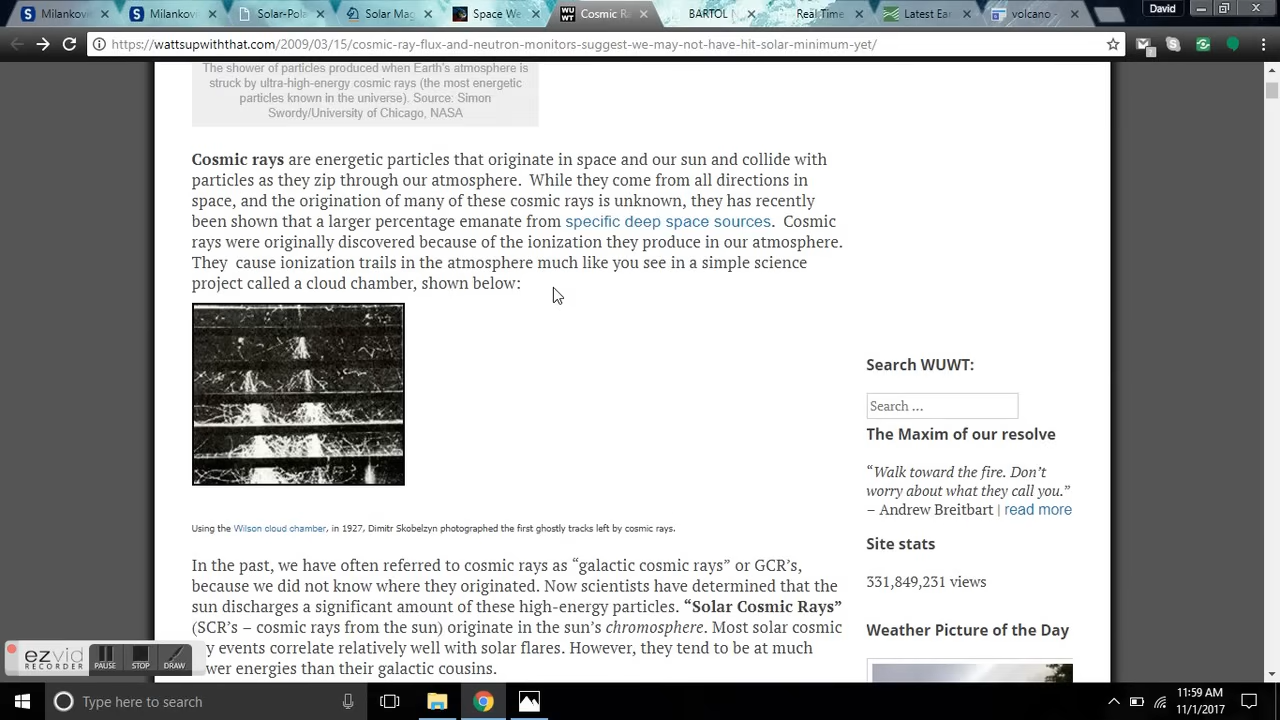 Milankovic
Milankovic
Solar-Pola
Solar Mag
Space We
WU
WT
Cosmic Ra
BARTOL
Real Time
Latest Ear
volcano -
David
https://wattsupwiththat.com/2009/03/15/cosmic-ray-flux-and-neutron-monitors-suggest-we-may-not-have-hit-solar-minimum-yet/
The shower of particles produced when Earth's atmosphere is
struck by ultra-high-energy cosmic rays (the most energetic
particles known in the universe). Source: Simon
Swordy/University of Chicago, NASA
Cosmic rays are energetic particles that originate in space and our sun and collide with
particles as they zip through our atmosphere.  While they come from all directions in
space, and the origination of many of these cosmic rays is unknown, they has recently
been shown that a larger percentage emanate from specific deep space sources.  Cosmic
rays were originally discovered because of the ionization they produce in our atmosphere.
They  cause ionization trails in the atmosphere much like you see in a simple science
project called a cloud chamber, shown below:
Using the Wilson cloud chamber, in 1927, Dimitr Skobelzyn photographed the first ghostly tracks left by cosmic rays.
In the past, we have often referred to cosmic rays as "galactic cosmic rays" or GCR's,
because we did not know where they originated. Now scientists have determined that the
sun discharges a significant amount of these high-energy particles. "Solar Cosmic Rays"
(SCR's – cosmic rays from the sun) originate in the sun's chromosphere. Most solar cosmic
y events correlate relatively well with solar flares. However, they tend to be at much
wer energies than their galactic cousins.
Search WUWT:
Search ...
The Maxim of our resolve
"Walk toward the fire. Don't
worry about what they call you."
– Andrew Breitbart | read more
Site stats
331,849,231 views
Weather Picture of the Day
ezvid
RECORDER
PAUSE
STOP
DRAW
Type here to search
11:59 AM
11/1/2017